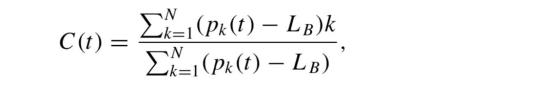 C(t) = \frac{\sum_{k=1}^{N}(p_k(t) - L_B)k}{\sum_{k=1}^{N}(p_k(t) - L_B)},